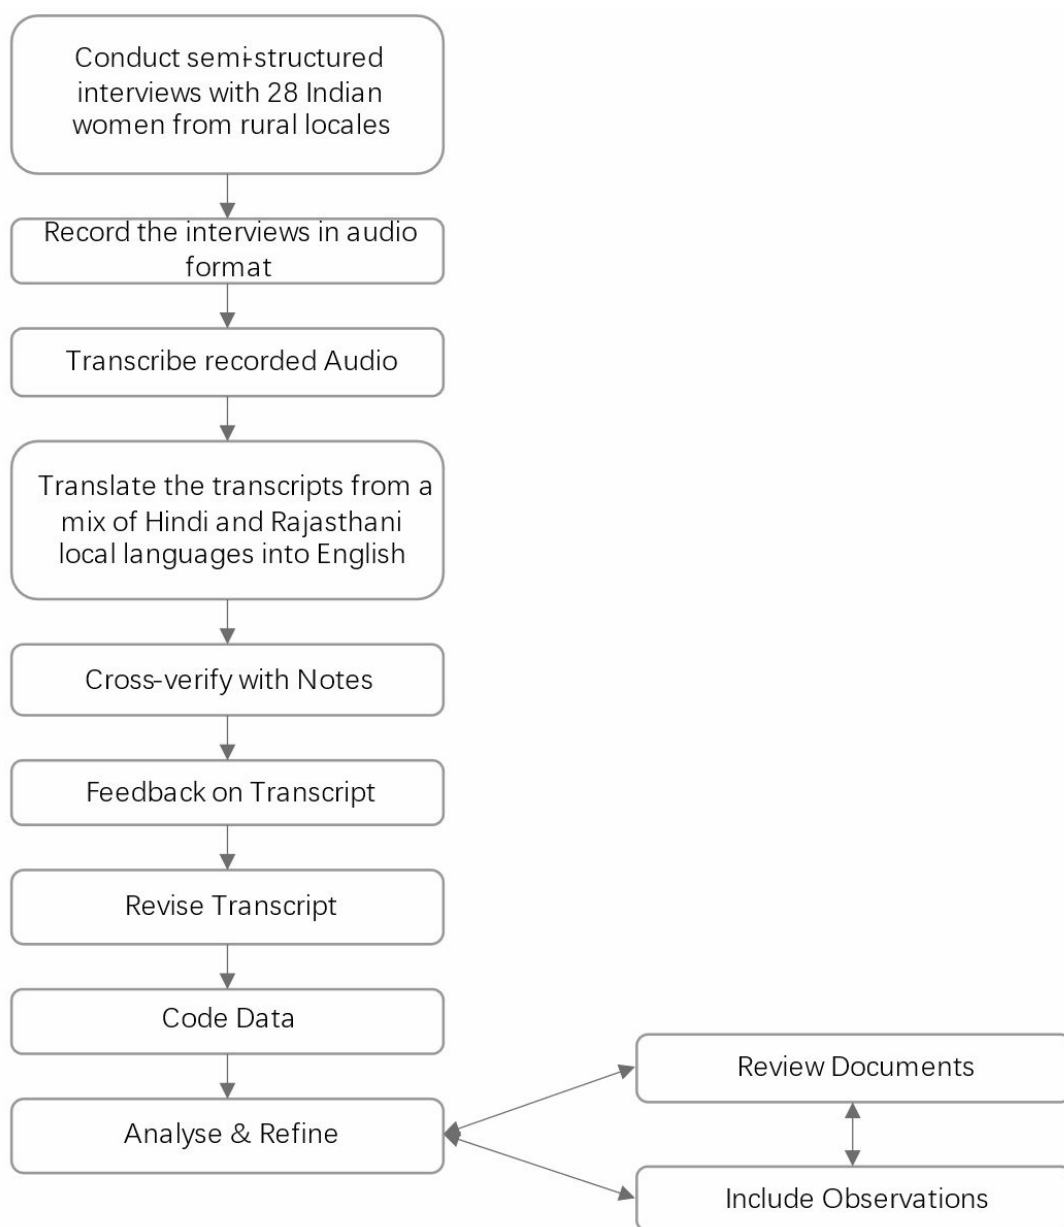 Conduct semi-structured
interviews with 28 Indian
women from rural locales
Record the interviews in audio
format
Transcribe recorded Audio
Translate the transcripts from a
mix of Hindi and Rajasthani
local languages into English
Cross-verify with Notes
Feedback on Transcript
Revise Transcript
Code Data
Analyse & Refine
Review Documents
Include Observations